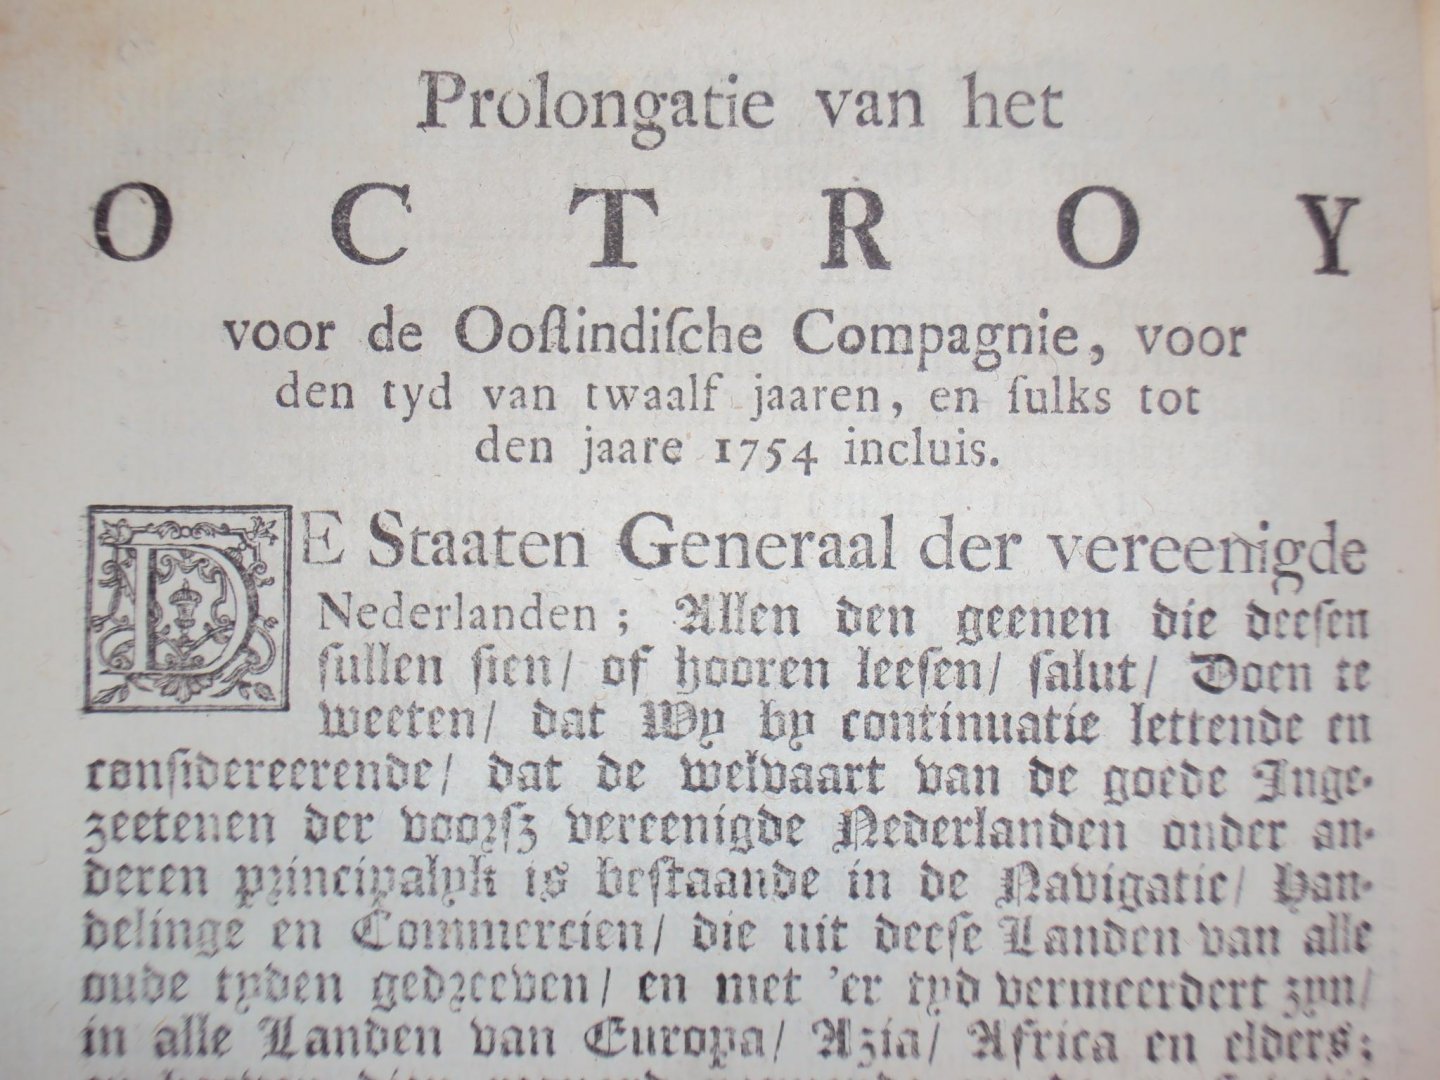 Prolongatie van het
OCTROY
voor de Ooſtindiſche Compagnie, voor
den tyd van twaalf jaaren, en ſulks tot
den jaare 1754 incluis.
DE Staaten Generaal der vereenigde
Nederlanden; Allen den geenen die deeſen
ſullen ſien/ of hooren leeſen/ ſalut/ Doen te
weeten/ dat Wy by continuatie lettende en
conſidereerende/ dat de welvaart van de goede Inge-
zeetenen der voorſz vereenigde Nederlanden onder an-
deren principalyk is beſtaande in de Navigatie/ Han-
delinge en Commercien/ die uit deeſe Landen van alle
oude tyden gedreeven/ en met 'er tyd vermeerdert zyn/
in alle Landen van Europa/ Azia/ Africa en elders;